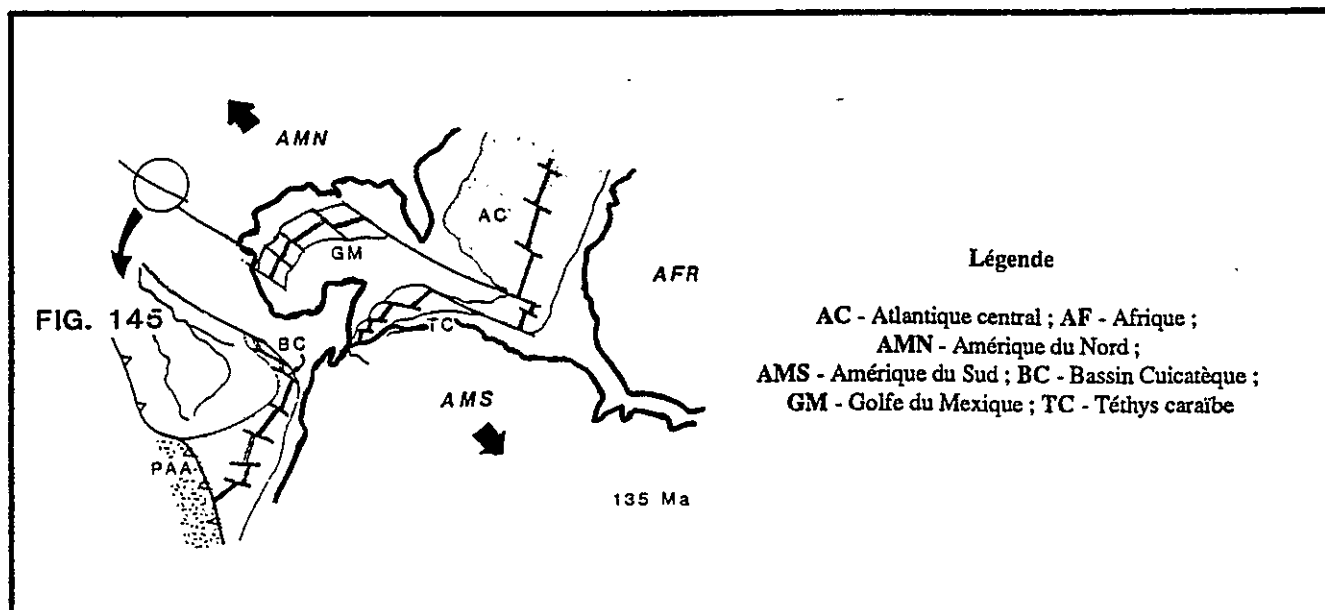 AMN
AC
GM
AFR
FIG. 145
BC
TC
AMS
PAA
135 Ma
Légende
AC - Atlantique central ; AF - Afrique ;
AMN - Amérique du Nord ;
AMS - Amérique du Sud ; BC - Bassin Cuicatèque ;
GM - Golfe du Mexique ; TC - Téthys caraïbe